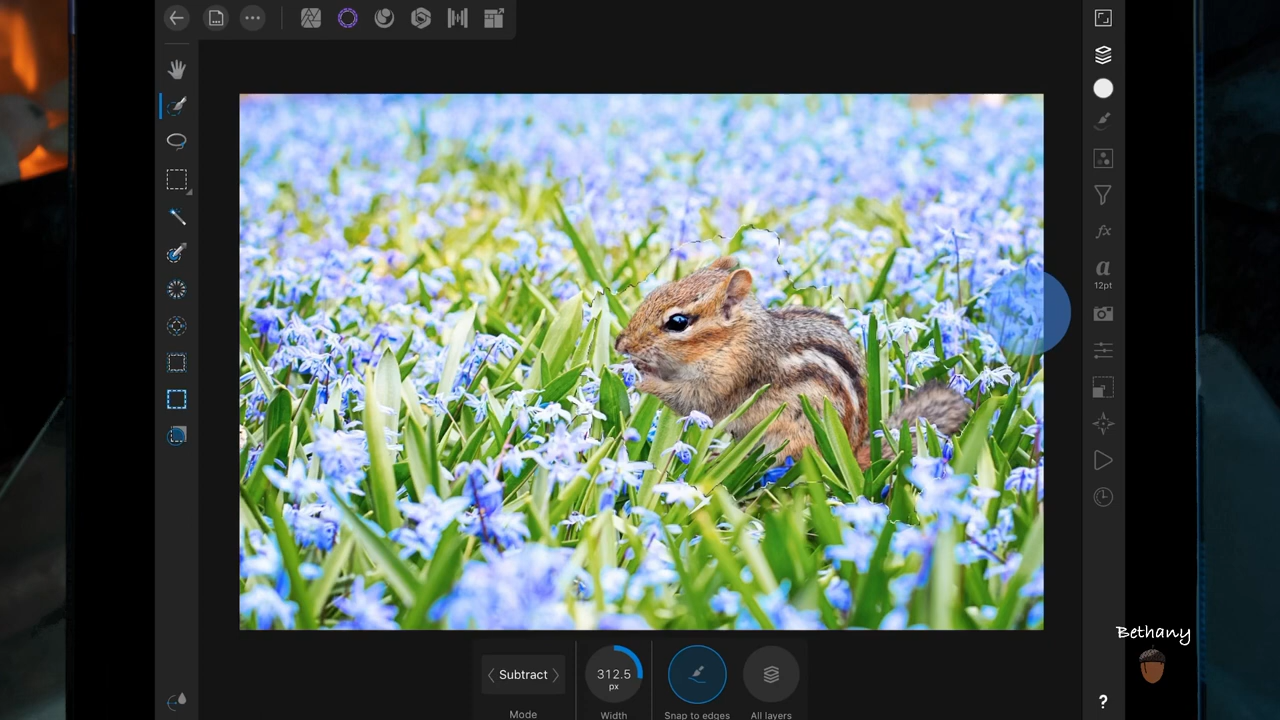 12pt
Subtract
312.5
px
Mode
Width
Snap to edges
All layers
Bethany
?